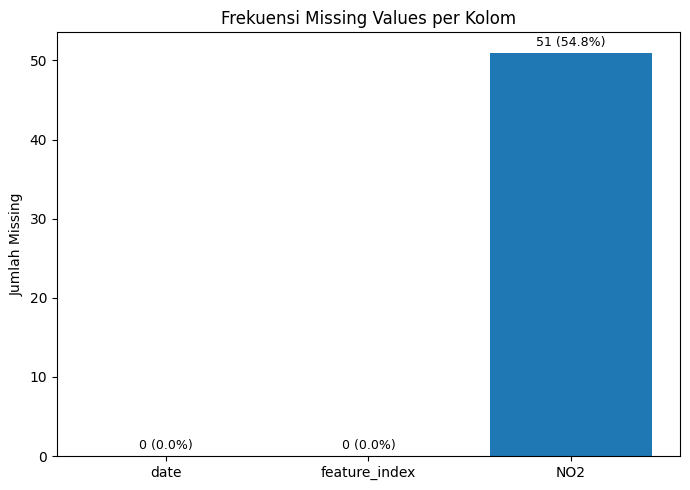 Frekuensi Missing Values per Kolom
Jumlah Missing
50
40
30
20
10
0
0 (0.0%)
0 (0.0%)
51 (54.8%)
date
feature_index
NO2